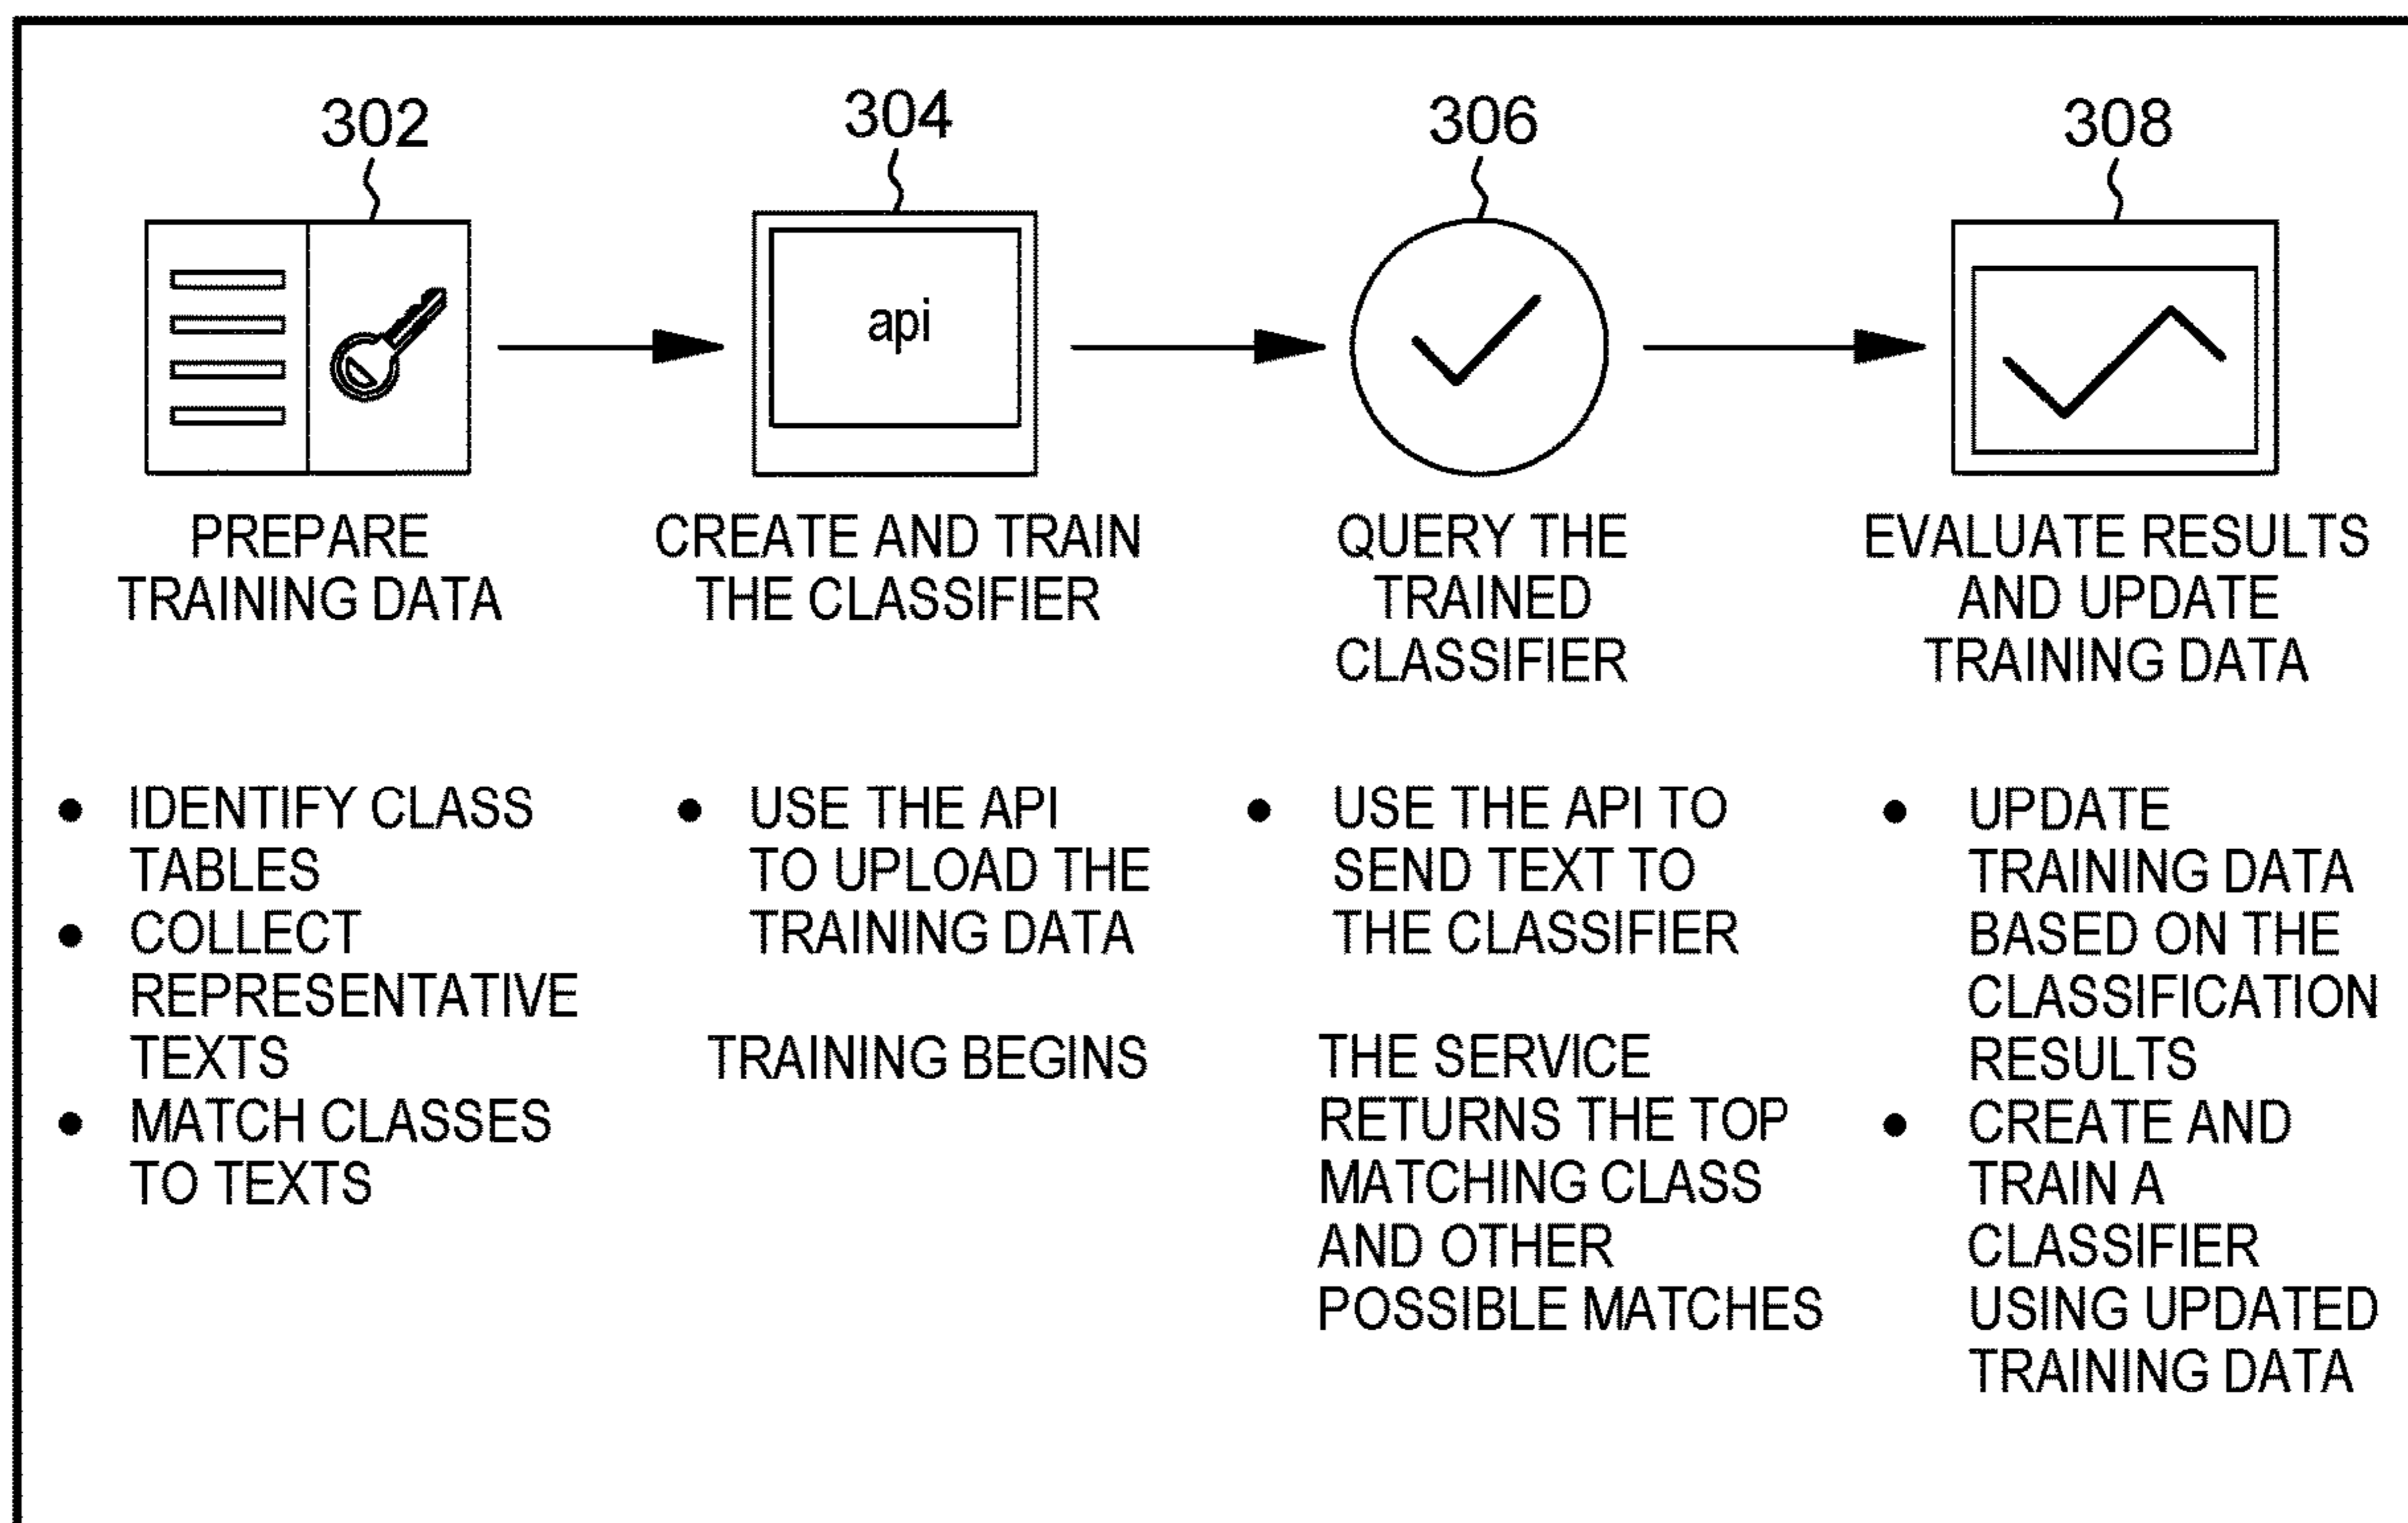 302
304
306
308
api
PREPARE
TRAINING DATA
CREATE AND TRAIN
THE CLASSIFIER
QUERY THE
TRAINED
CLASSIFIER
EVALUATE RESULTS
AND UPDATE
TRAINING DATA
• IDENTIFY CLASS
TABLES
• COLLECT
REPRESENTATIVE
TEXTS
• MATCH CLASSES
TO TEXTS
• USE THE API
TO UPLOAD THE
TRAINING DATA
TRAINING BEGINS
• USE THE API TO
SEND TEXT TO
THE CLASSIFIER
THE SERVICE
RETURNS THE TOP
MATCHING CLASS
AND OTHER
POSSIBLE MATCHES
• UPDATE
TRAINING DATA
BASED ON THE
CLASSIFICATION
RESULTS
• CREATE AND
TRAIN A
CLASSIFIER
USING UPDATED
TRAINING DATA